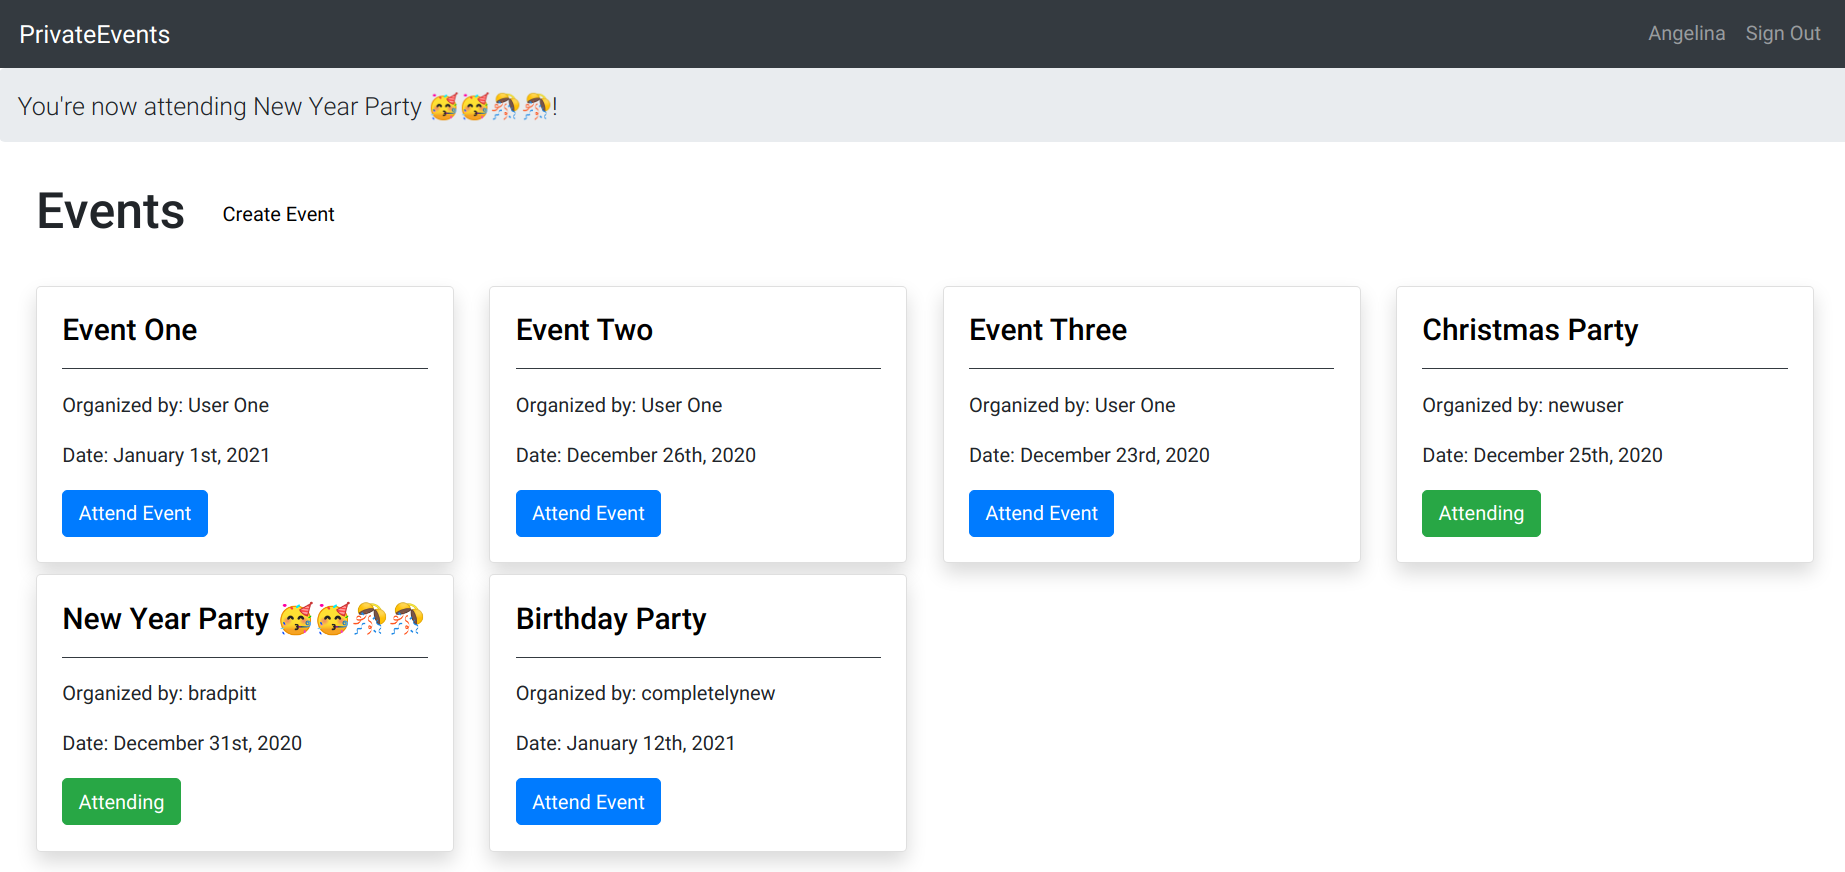 PrivateEvents
Angelina Sign Out
You're now attending New Year Party 🥳🥳🎊🎊!
Events
Create Event
Event One
Organized by: User One
Date: January 1st, 2021
Attend Event
Event Two
Organized by: User One
Date: December 26th, 2020
Attend Event
Event Three
Organized by: User One
Date: December 23rd, 2020
Attend Event
Christmas Party
Organized by: newuser
Date: December 25th, 2020
Attending
New Year Party 🥳🥳🎊🎊
Organized by: bradpitt
Date: December 31st, 2020
Attending
Birthday Party
Organized by: completelynew
Date: January 12th, 2021
Attend Event